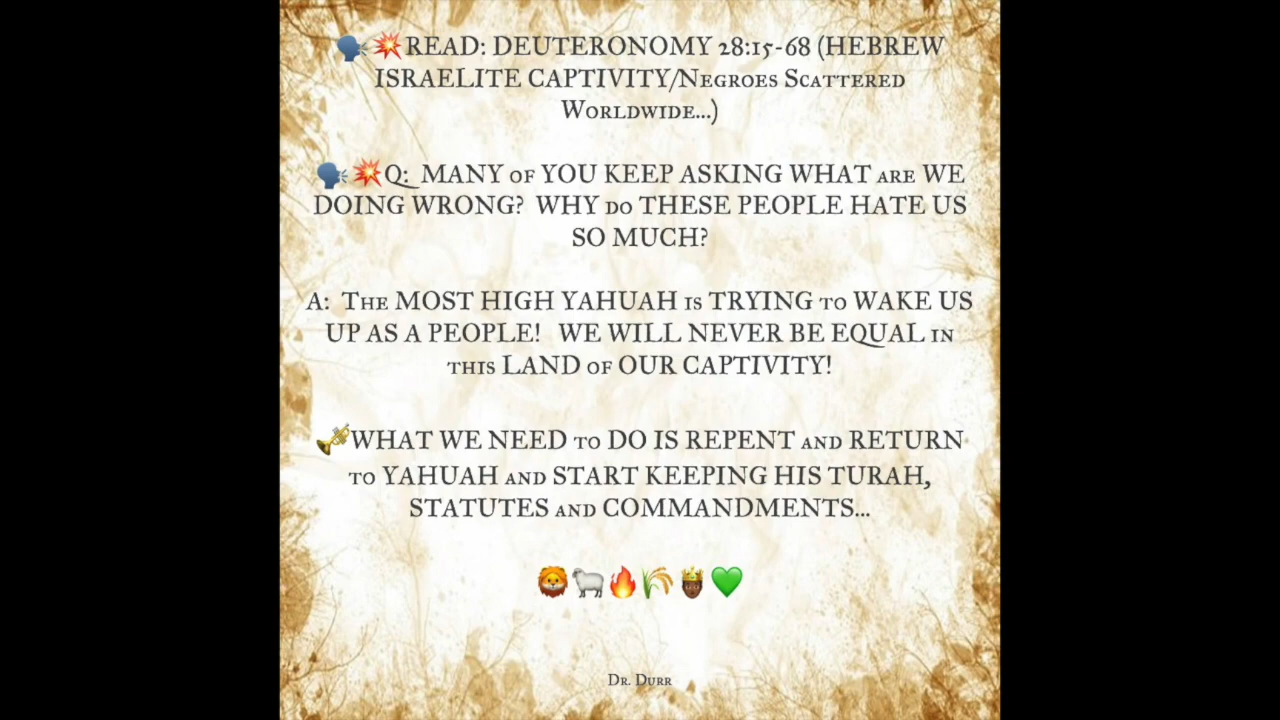 🗣💥READ: DEUTERONOMY 28:15-68 (HEBREW
ISRAELITE CAPTIVITY/Negroes Scattered
Worldwide...)
🗣💥Q: MANY of YOU KEEP ASKING WHAT are WE
DOING WRONG? WHY do THESE PEOPLE HATE US
SO MUCH?
A: The MOST HIGH YAHUAH is TRYING to WAKE US
UP AS A PEOPLE! WE WILL NEVER BE EQUAL in
this LAND of OUR CAPTIVITY!
🎺WHAT WE NEED to DO IS REPENT and RETURN
to YAHUAH and START KEEPING HIS TURAH,
STATUTES and COMMANDMENTS...
🦁🐑🔥🌾🤴🏾💚
Dr. Durr